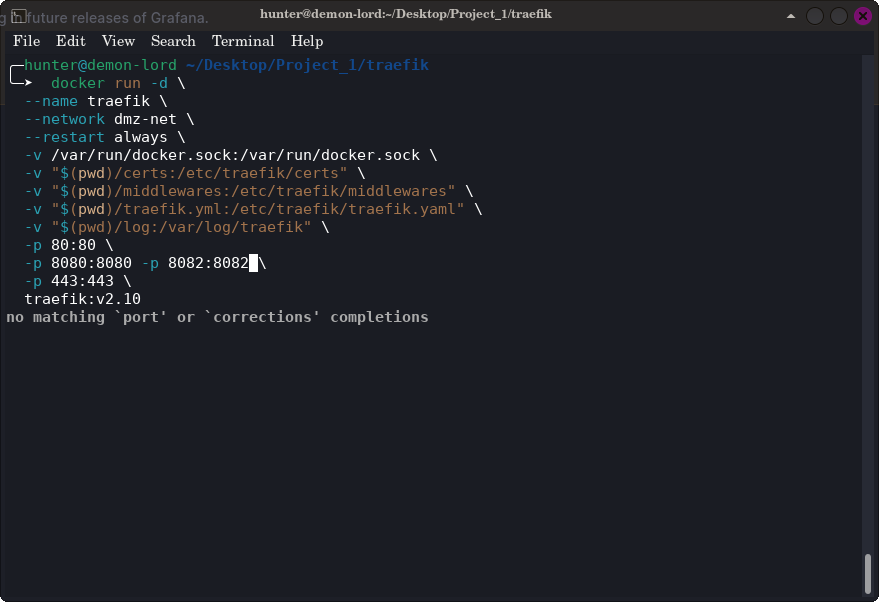 in future releases of Grafana.
hunter@demon-lord:~/Desktop/Project_1/traefik
File Edit View Search Terminal Help
hunter@demon-lord ~/Desktop/Project_1/traefik
docker run -d \
--name traefik \
--network dmz-net \
--restart always \
-v /var/run/docker.sock:/var/run/docker.sock \
-v "$(pwd)/certs:/etc/traefik/certs" \
-v "$(pwd)/middlewares:/etc/traefik/middlewares" \
-v "$(pwd)/traefik.yml:/etc/traefik/traefik.yaml" \
-v "$(pwd)/log:/var/log/traefik" \
-p 80:80 \
-p 8080:8080 -p 8082:8082 \
-p 443:443 \
traefik:v2.10
no matching `port' or `corrections' completions